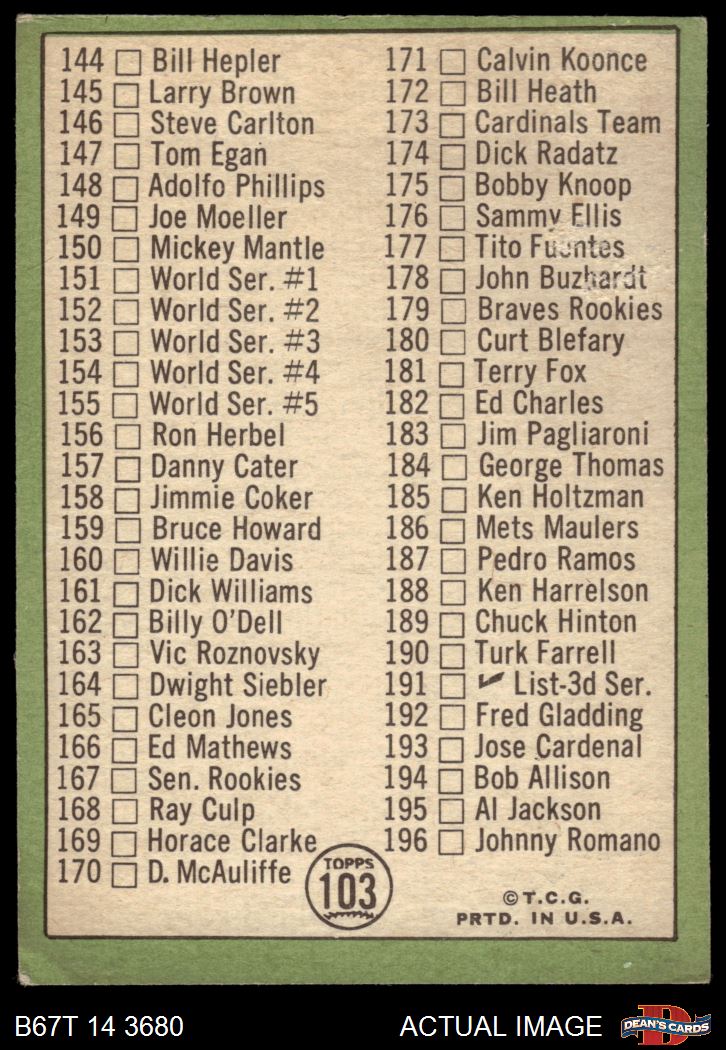 144 Bill Hepler
145 Larry Brown
146 Steve Carlton
147 Tom Egan
148 Adolfo Phillips
149 Joe Moeller
150 Mickey Mantle
151 World Ser. #1
152 World Ser. #2
153 World Ser. #3
154 World Ser. #4
155 World Ser. #5
156 Ron Herbel
157 Danny Cater
158 Jimmie Coker
159 Bruce Howard
160 Willie Davis
161 Dick Williams
162 Billy O'Dell
163 Vic Roznovsky
164 Dwight Siebler
165 Cleon Jones
166 Ed Mathews
167 Sen. Rookies
168 Ray Culp
169 Horace Clarke
170 D. McAuliffe
171 Calvin Koonce
172 Bill Heath
173 Cardinals Team
174 Dick Radatz
175 Bobby Knoop
176 Sammy Ellis
177 Tito Fuentes
178 John Buzhardt
179 Braves Rookies
180 Curt Blefary
181 Terry Fox
182 Ed Charles
183 Jim Pagliaroni
184 George Thomas
185 Ken Holtzman
186 Mets Maulers
187 Pedro Ramos
188 Ken Harrelson
189 Chuck Hinton
190 Turk Farrell
191 ✓ List-3d Ser.
192 Fred Gladding
193 Jose Cardenal
194 Bob Allison
195 Al Jackson
196 Johnny Romano
TOPPS
103
© T.C.G.
PRTD. IN U.S.A.
B67T 14 3680
ACTUAL IMAGE
D
DEAN'S CARDS